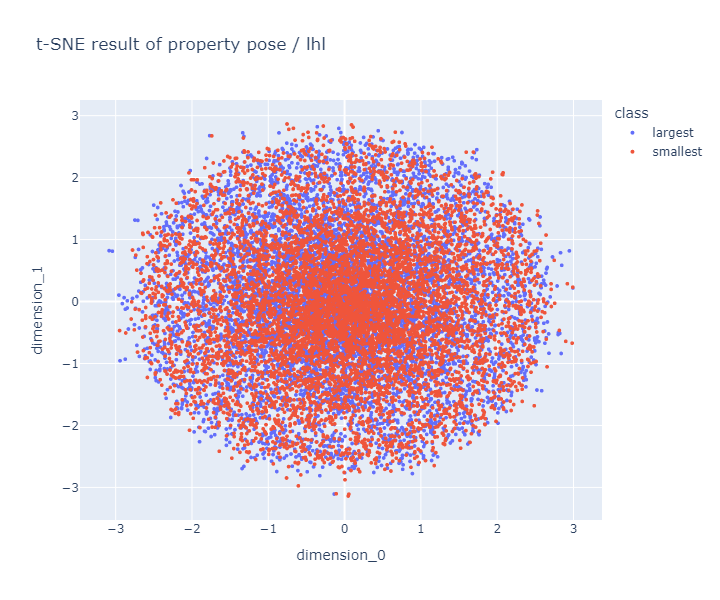 t-SNE result of property pose / lhl
class
largest
smallest
3
2
1
0
−1
−2
−3
dimension_1
−3
−2
−1
0
1
2
3
dimension_0